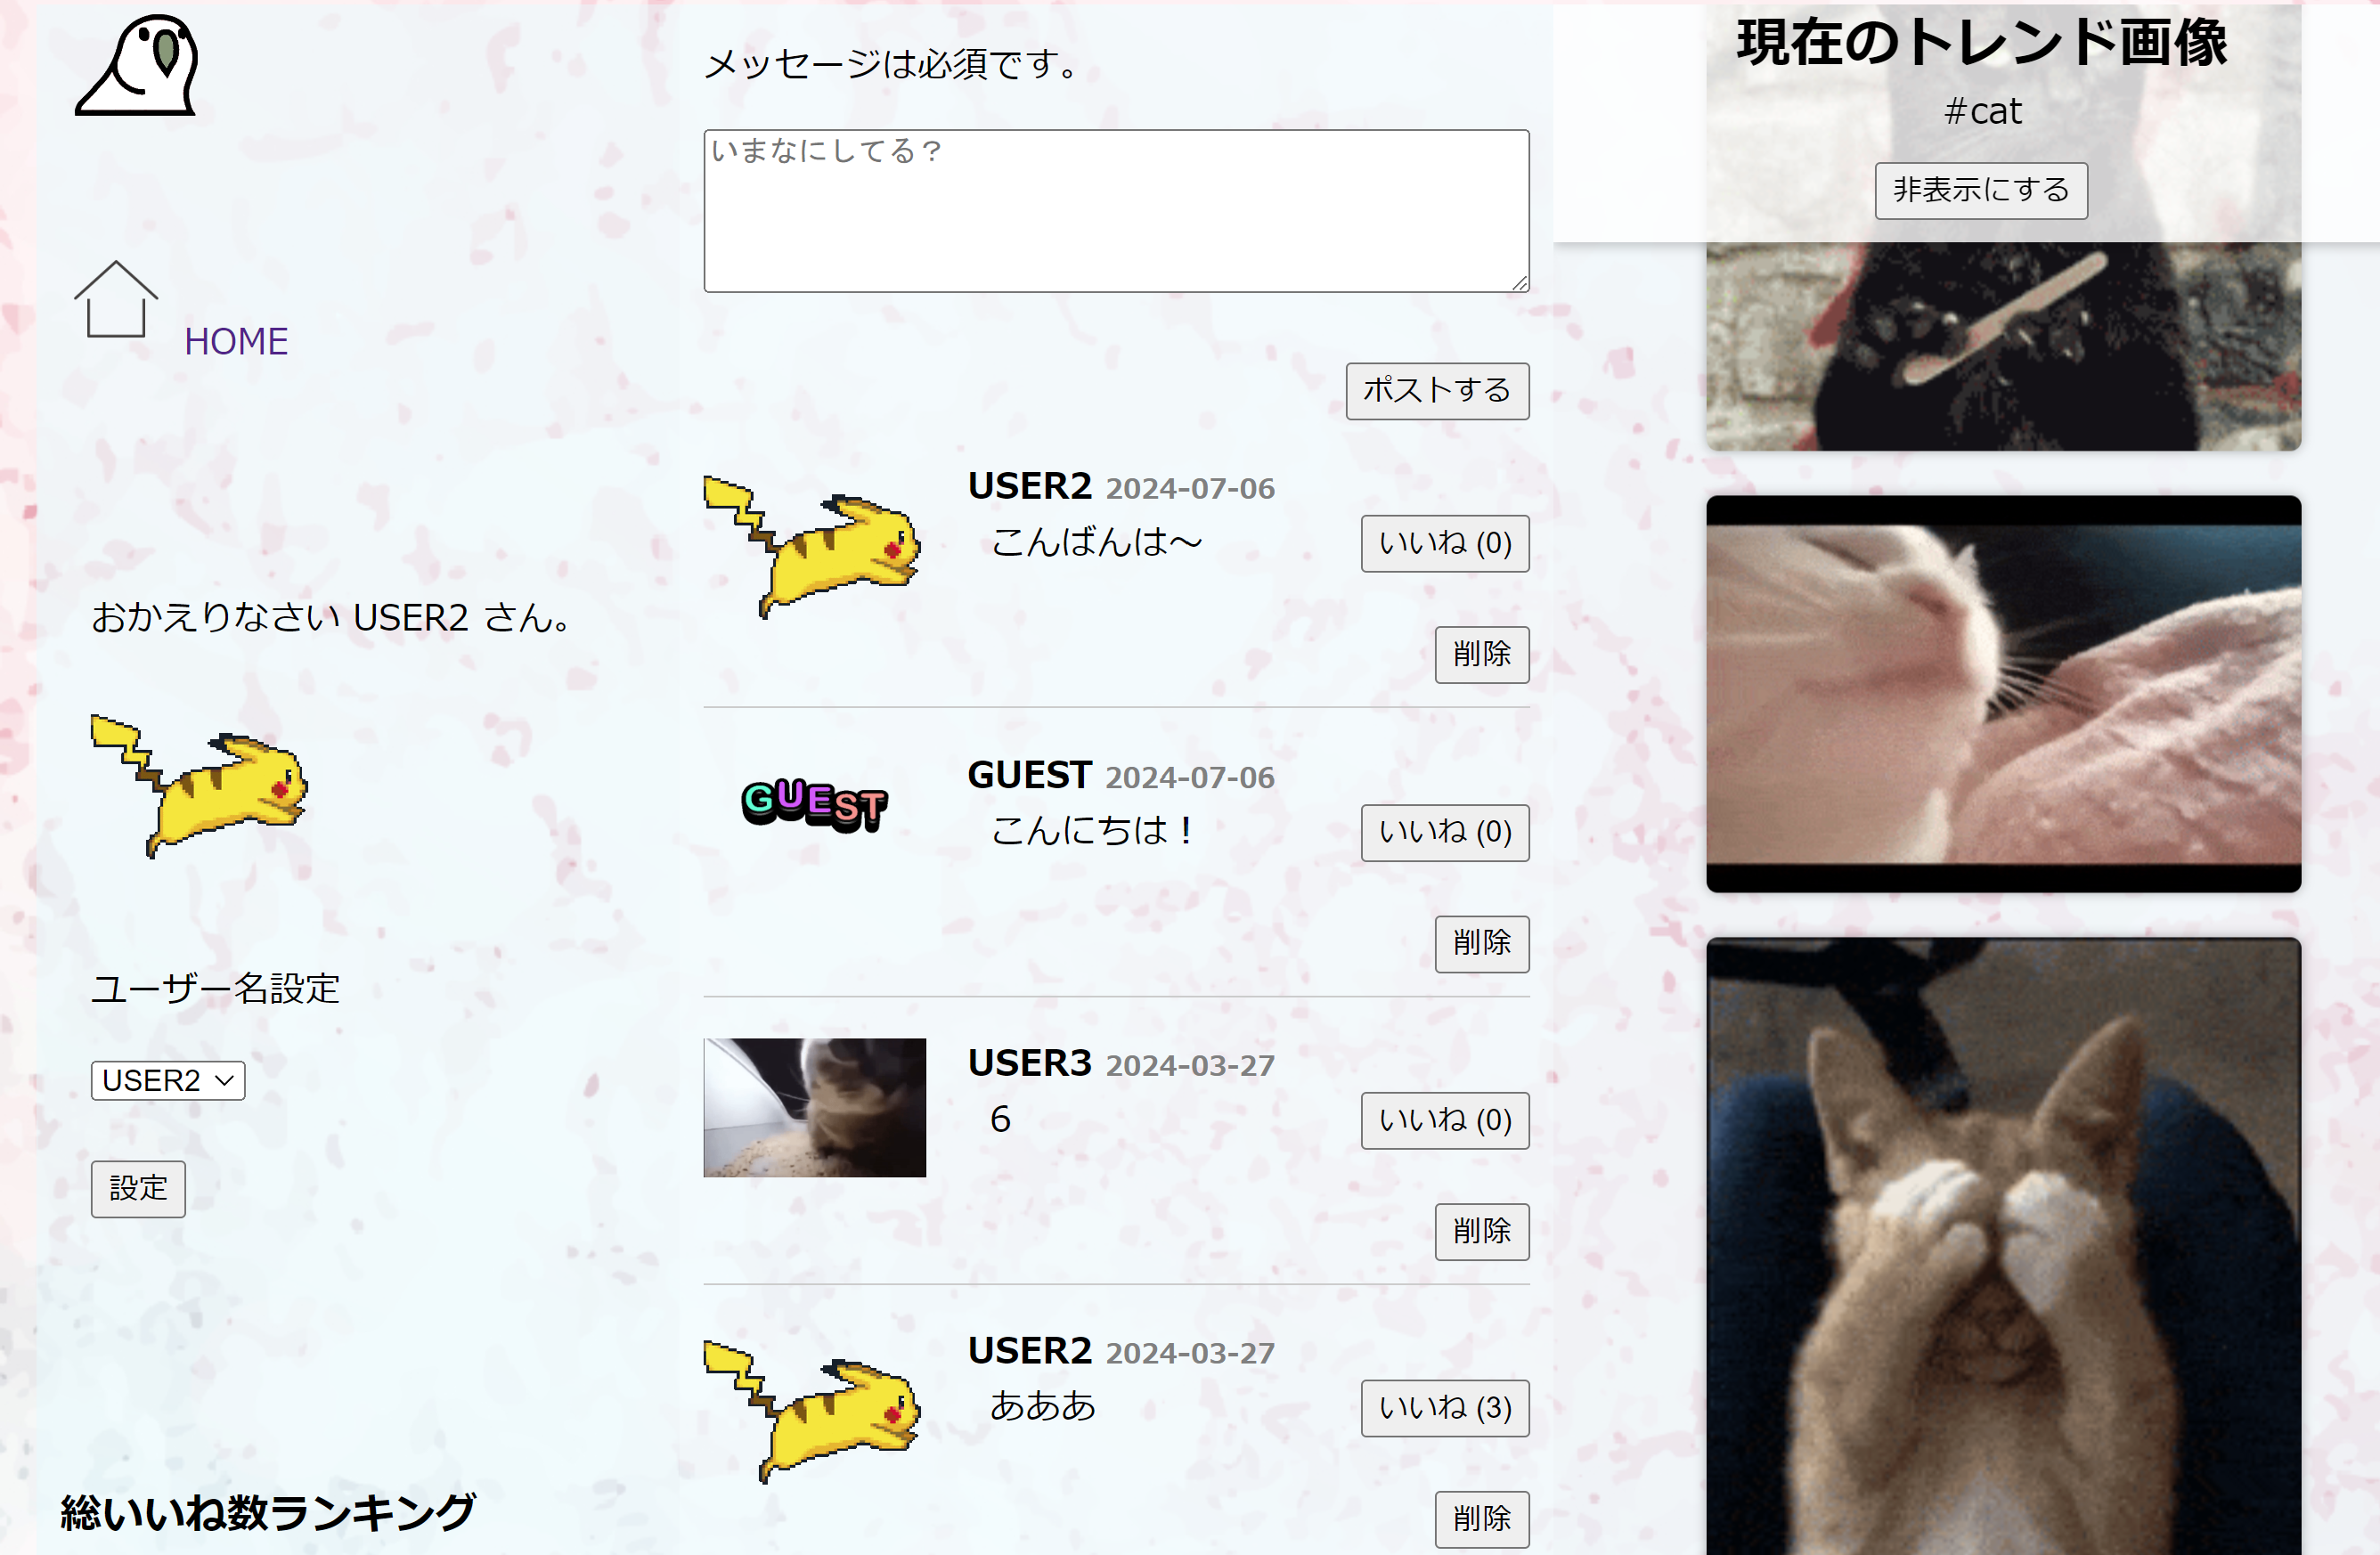 HOME
おかえりなさい USER2 さん。
ユーザー名設定
USER2
設定
総いいね数ランキング
メッセージは必須です。
いまなにしてる？
ポストする
USER2 2024-07-06
こんばんは～
いいね (0)
削除
GUEST
GUEST 2024-07-06
こんにちは！
いいね (0)
削除
USER3 2024-03-27
6
いいね (0)
削除
USER2 2024-03-27
あああ
いいね (3)
削除
現在のトレンド画像
#cat
非表示にする